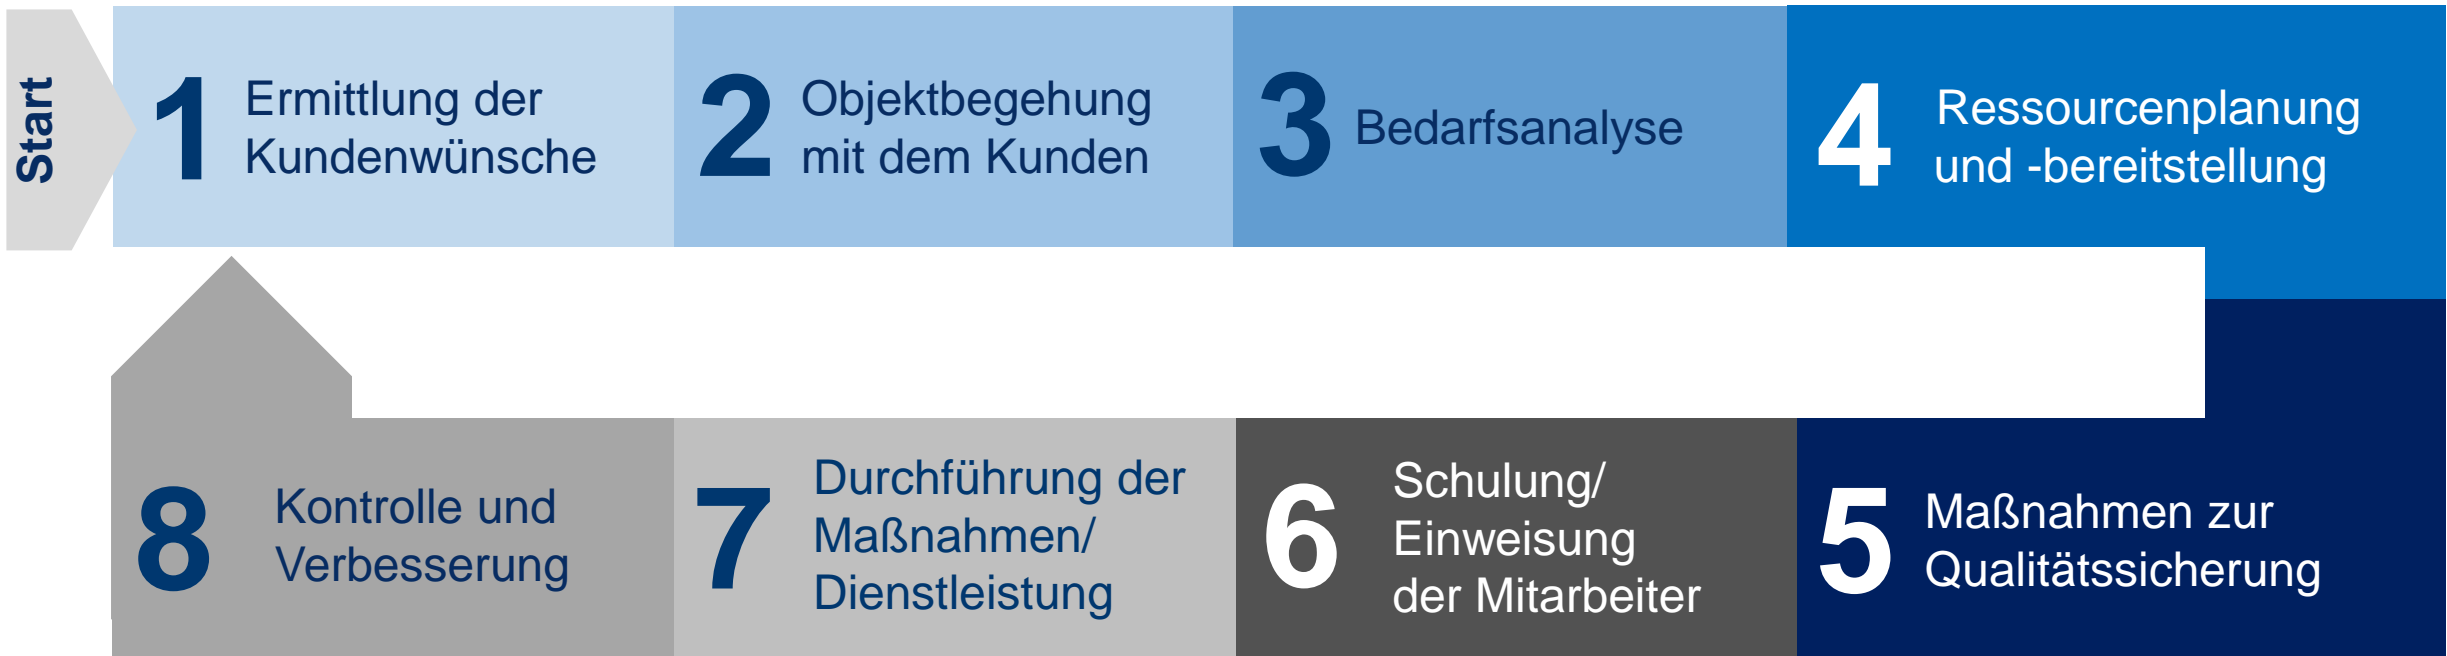 Start
1
Ermittlung der
Kundenwünsche
2
Objektbegehung
mit dem Kunden
3
Bedarfsanalyse
4
Ressourcenplanung
und -bereitstellung
5
Maßnahmen zur
Qualitätssicherung
6
Schulung/
Einweisung
der Mitarbeiter
7
Durchführung der
Maßnahmen/
Dienstleistung
8
Kontrolle und
Verbesserung